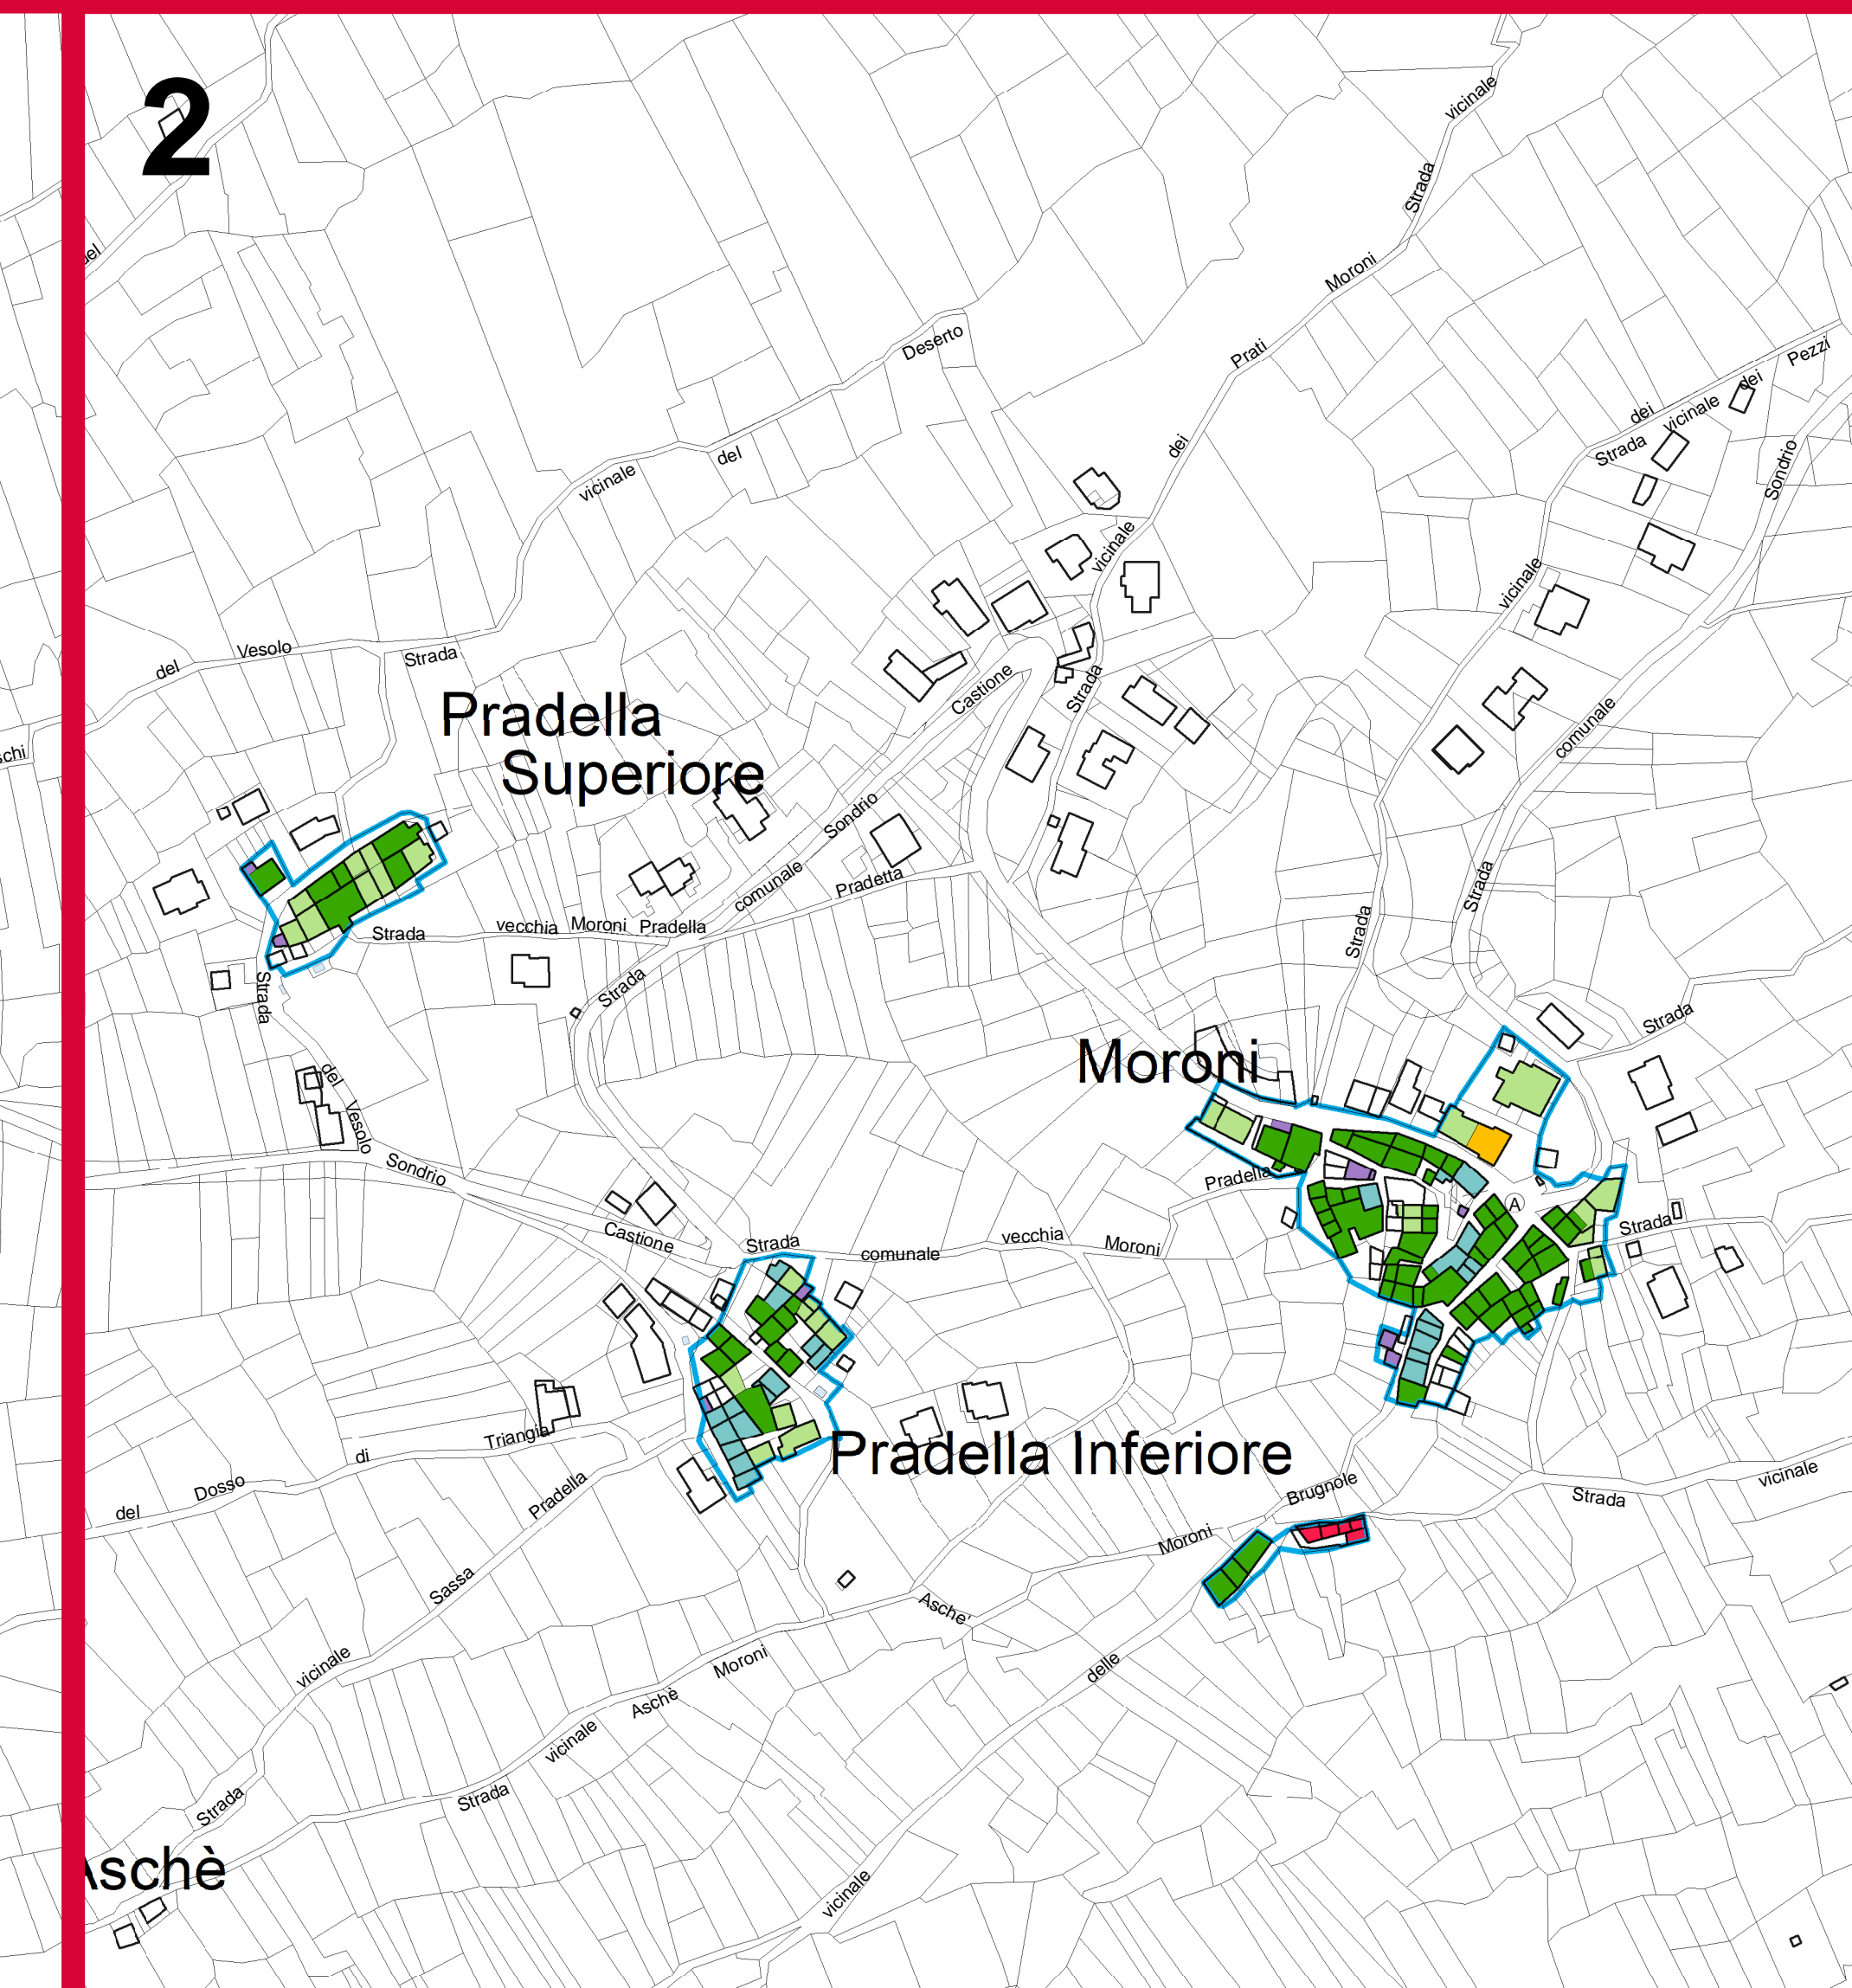 2
vicinale
Strada
Moroni
Prati
dei
vicinale
Strada
del
Deserto
del
vicinale
Strada
Vesolo
del
chi
Pezzi
dei
vicinale
dei
Strada
vicinale
Strada
Sondrio
comunale
Strada
Strada
Strada
Pradella
Superiore
Castione
Sondrio
comunale
Strada
Pradetta
Strada
vecchia
Moroni
Pradella
Strada
del
Vesolo
Sondrio
Castione
Strada
comunale
vecchia
Moroni
Pradella
Moroni
A
Pradella Inferiore
Triangia
di
Dosso
del
Pradella
Sassa
vicinale
Strada
Brugnole
Moroni
Strada
vicinale
Asche'
Moroni
Aschè
vicinale
Strada
delle
vicinale
Aschè